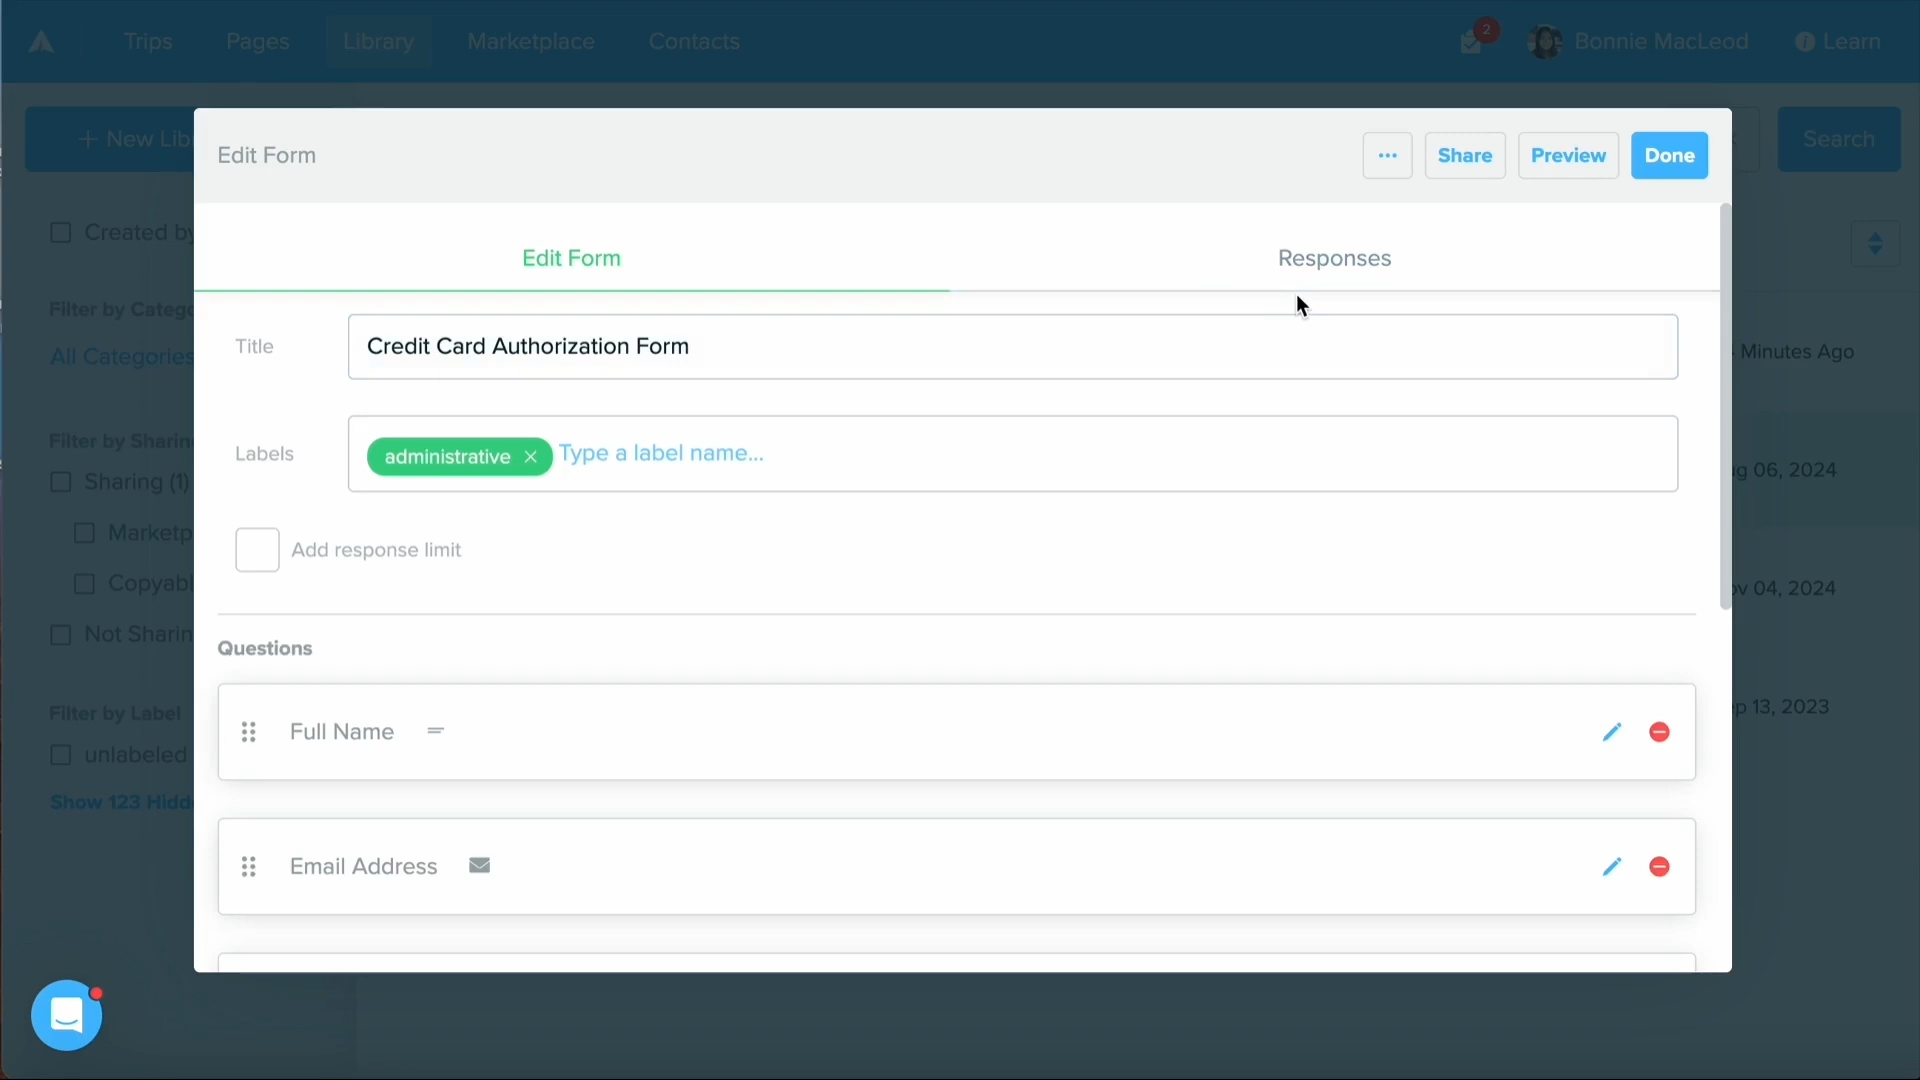 Trips
Pages
Library
Marketplace
Contacts
2
Bonnie MacLeod
Learn
+ New Lib
Search
Edit Form
...
Share
Preview
Done
Created by
Edit Form
Responses
Filter by Catego
Title
Credit Card Authorization Form
All Categories
Minutes Ago
Filter by Sharin
Labels
administrative ×
Type a label name...
Sharing (1)
g 06, 2024
Marketp
Add response limit
Copyabl
ov 04, 2024
Not Sharin
Questions
Filter by Label
p 13, 2023
Full Name
unlabeled
Show 123 Hidd
Email Address